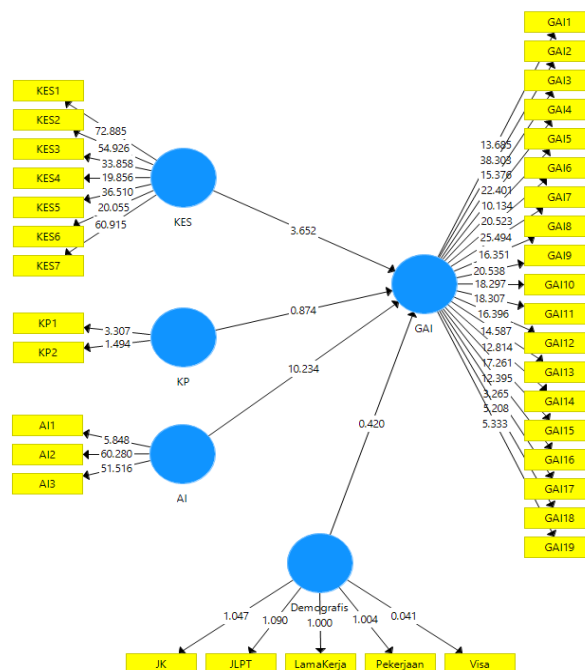 KES1
KES2
KES3
KES4
KES5
KES6
KES7
72.885
54.926
33.858
19.856
36.510
20.055
60.915
KES
3.652
KP1
KP2
3.307
1.494
KP
0.874
AI1
AI2
AI3
5.848
60.280
51.516
AI
10.234
GAI
0.420
GAI1
GAI2
GAI3
GAI4
GAI5
GAI6
GAI7
GAI8
GAI9
GAI10
GAI11
GAI12
GAI13
GAI14
GAI15
GAI16
GAI17
GAI18
GAI19
13.685
38.303
15.376
22.401
10.134
20.523
25.494
16.351
20.538
18.297
18.307
16.396
14.587
12.814
17.261
12.395
3.265
5.208
5.333
Demografis
1.047
1.090
1.000
1.004
0.041
JK
JLPT
LamaKerja
Pekerjaan
Visa